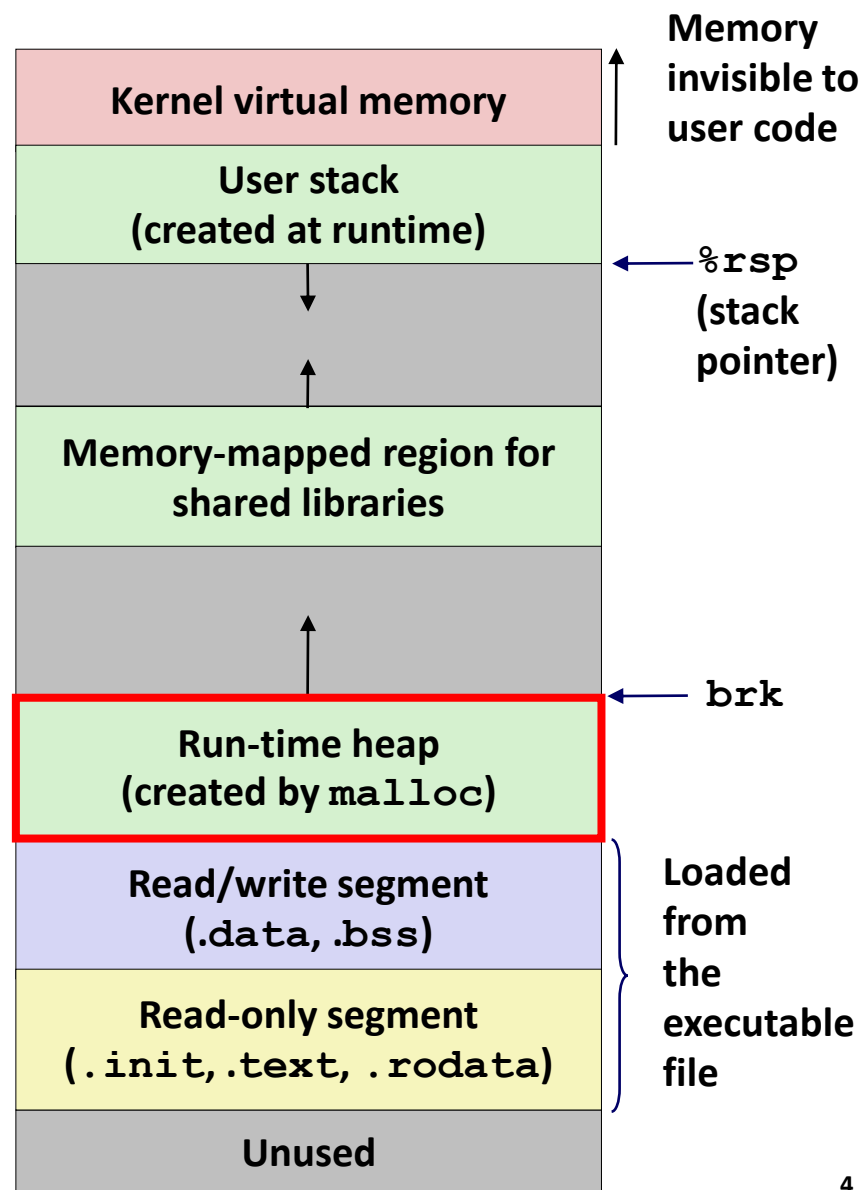 Memory
invisible to
user code
Kernel virtual memory
User stack
(created at runtime)
%rsp
(stack
pointer)
Memory-mapped region for
shared libraries
brk
Run-time heap
(created by malloc)
Read/write segment
(.data, .bss)
Loaded
from
the
executable
file
Read-only segment
(.init, .text, .rodata)
Unused
4